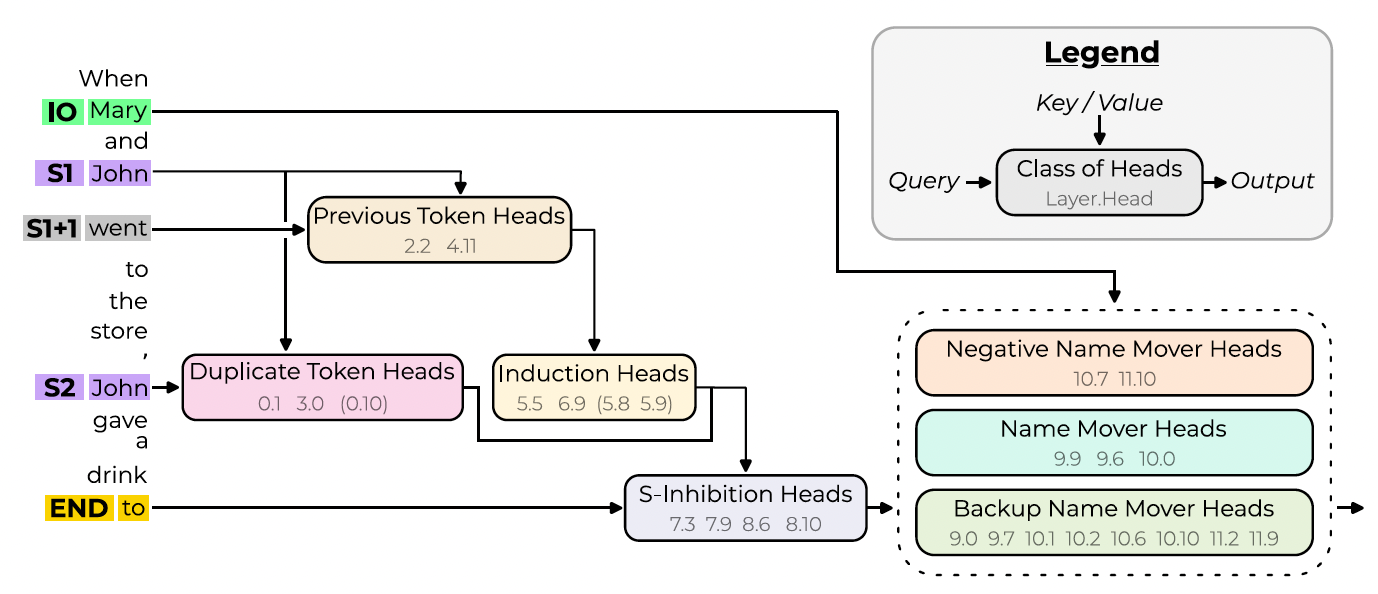 Legend
Key / Value
Class of Heads
Layer.Head
Query
Output
When
IO Mary
and
S1 John
S1+1 went
to
the
store
,
S2 John
gave
a
drink
END to
Previous Token Heads
2.2 4.11
Duplicate Token Heads
0.1 3.0 (0.10)
Induction Heads
5.5 6.9 (5.8 5.9)
S-Inhibition Heads
7.3 7.9 8.6 8.10
Negative Name Mover Heads
10.7 11.10
Name Mover Heads
9.9 9.6 10.0
Backup Name Mover Heads
9.0 9.7 10.1 10.2 10.6 10.10 11.2 11.9